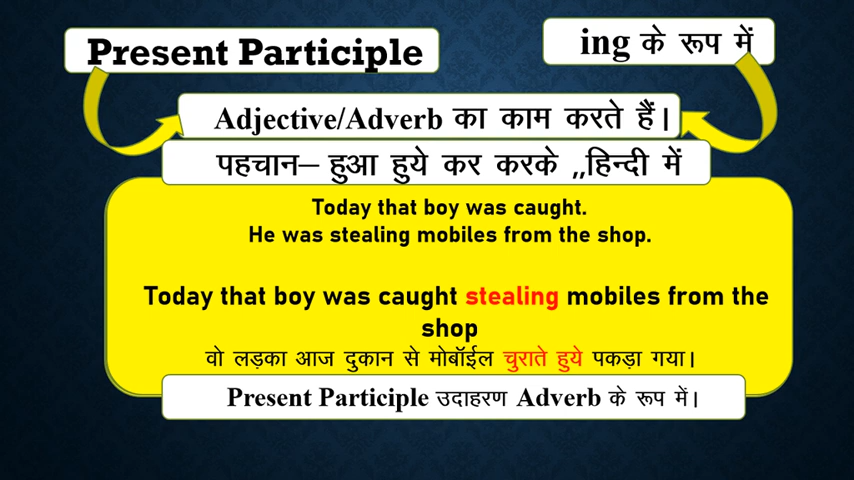 Present Participle
ing के रूप में
Adjective/Adverb का काम करते हैं।
पहचान– हुआ हुये कर करके ,,हिन्दी में
Today that boy was caught.
He was stealing mobiles from the shop.
Today that boy was caught stealing mobiles from the
shop
वो लड़का आज दुकान से मोबॉईल चुराते हुये पकड़ा गया।
Present Participle उदाहरण Adverb के रूप में।